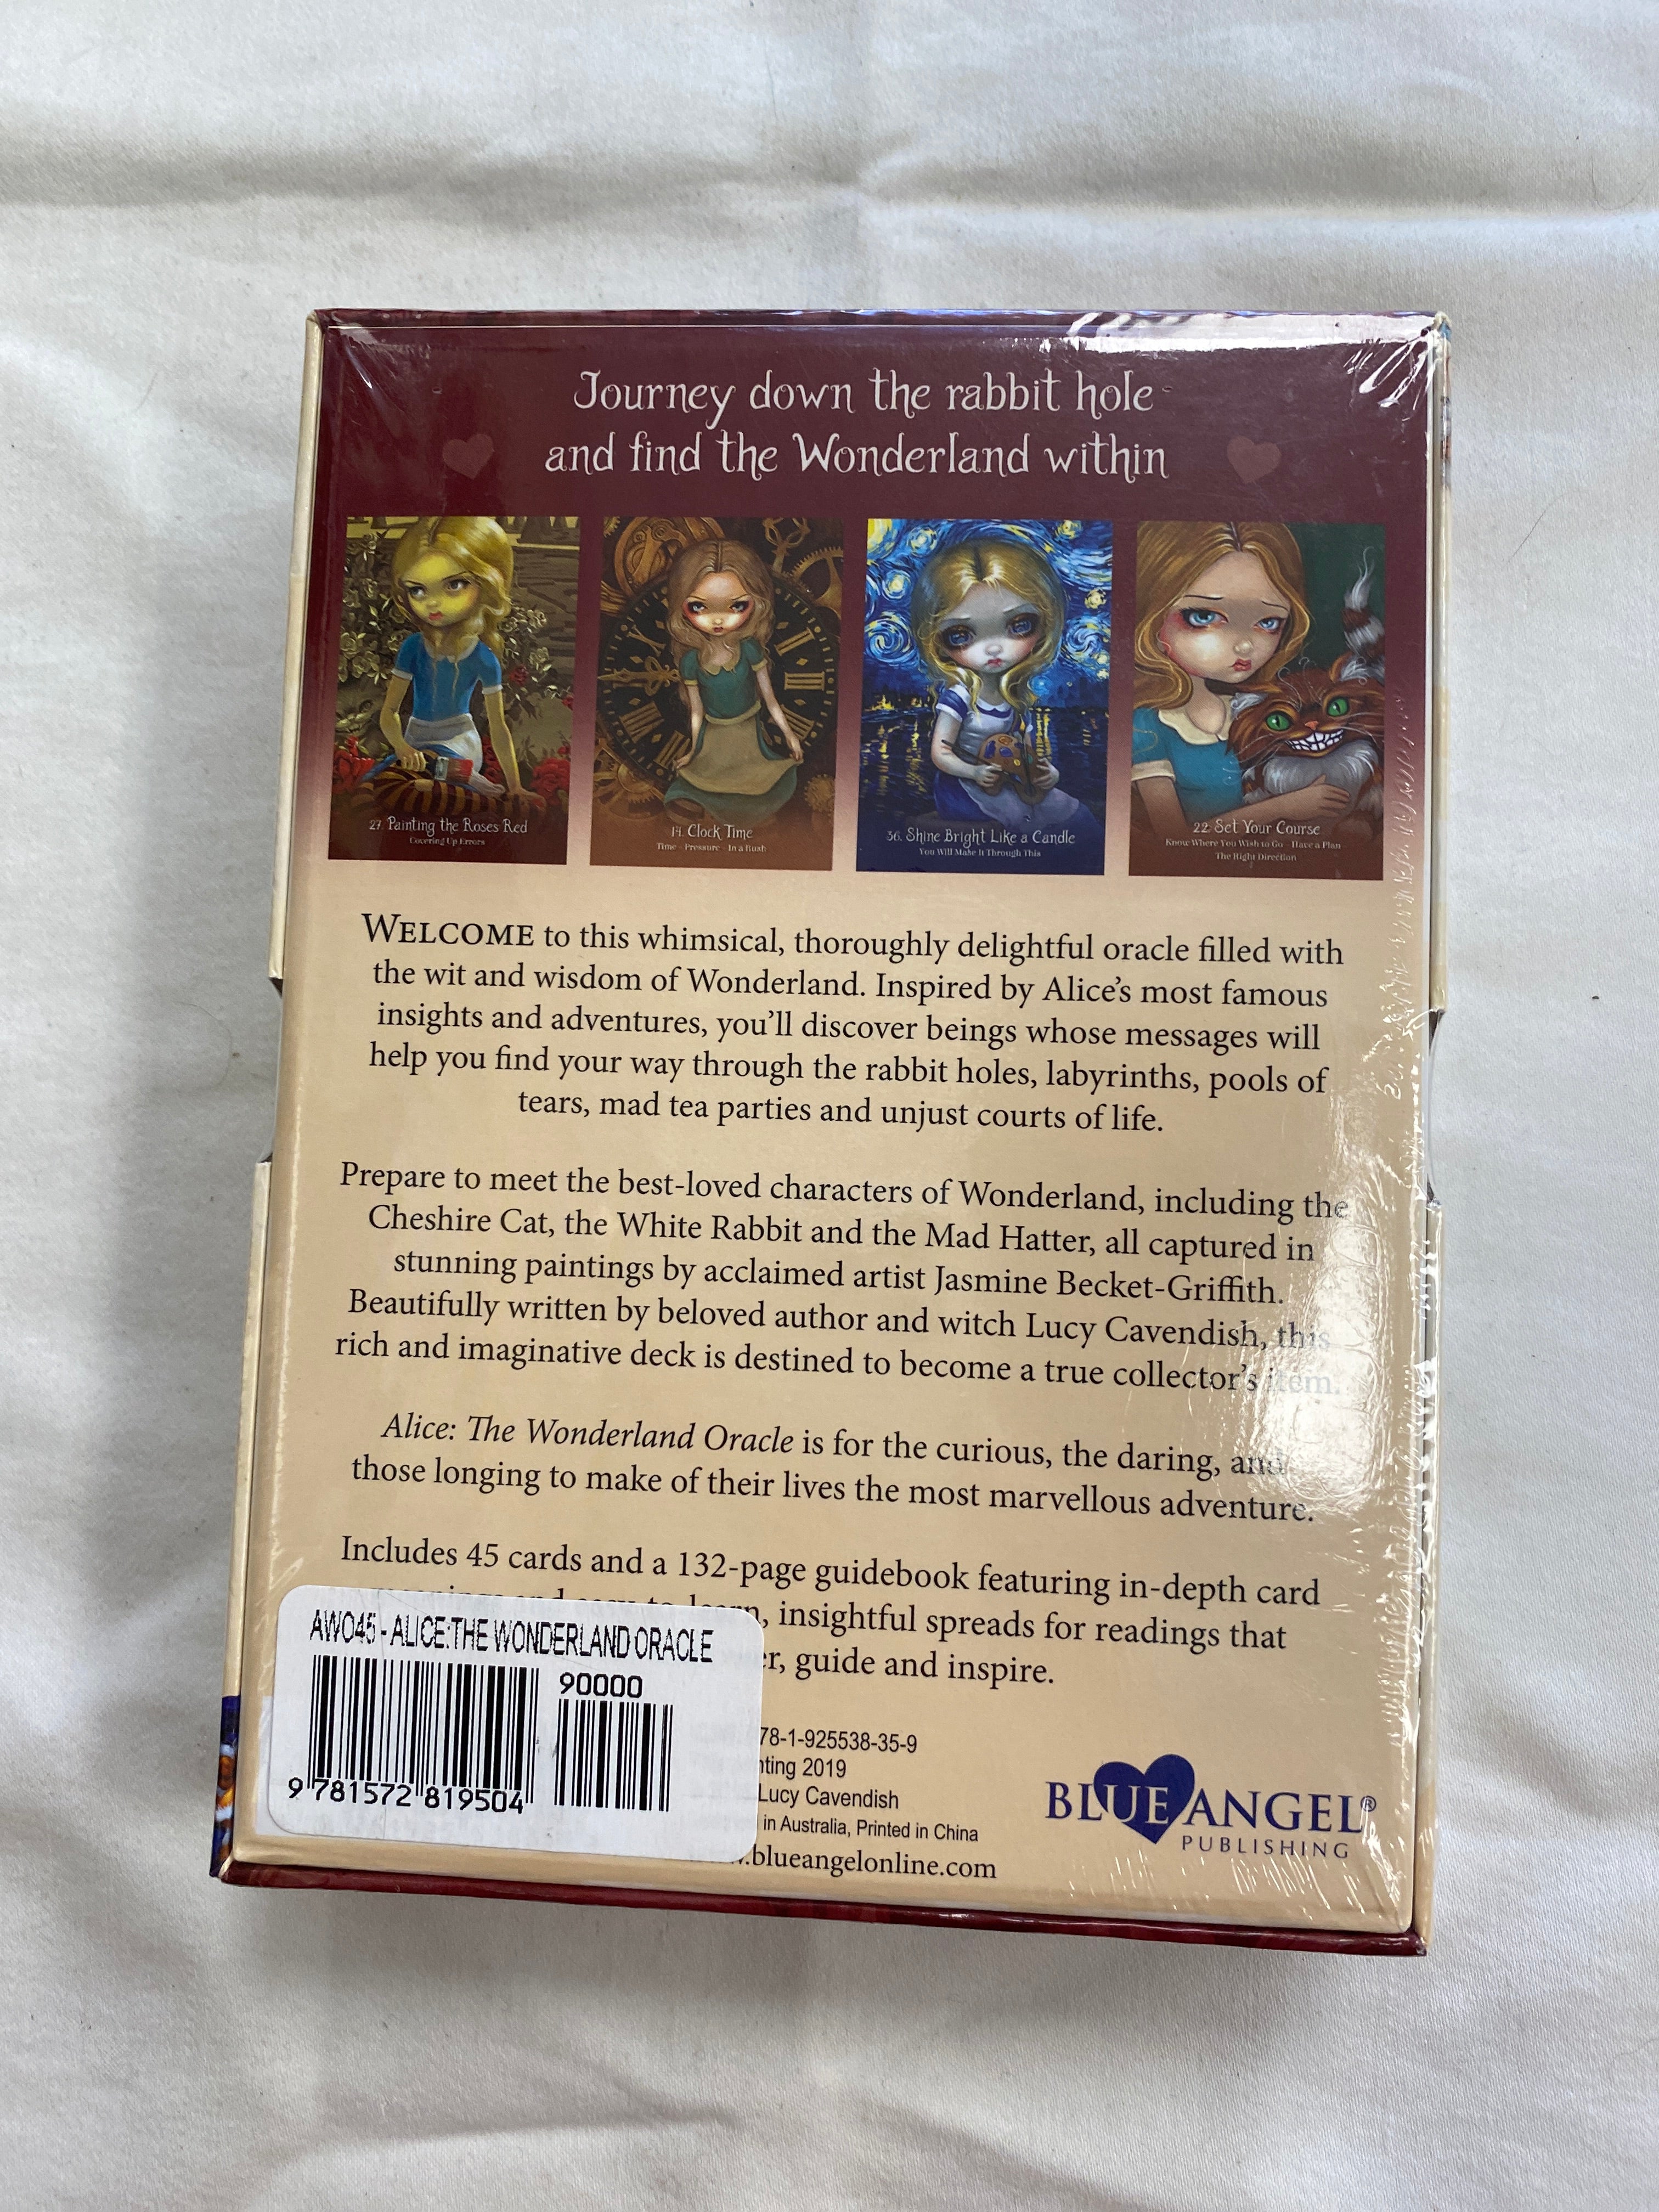 Journey down the rabbit hole
and find the Wonderland within
27. Painting the Roses Red
Covering Up Errors
14. Clock Time
Time - Pressure - In a Rush
36. Shine Bright Like a Candle
You Will Make It Through This
22. Set Your Course
Know Where You Wish to Go - Have a Plan
The Right Direction
WELCOME to this whimsical, thoroughly delightful oracle filled with
the wit and wisdom of Wonderland. Inspired by Alice's most famous
insights and adventures, you'll discover beings whose messages will
help you find your way through the rabbit holes, labyrinths, pools of
tears, mad tea parties and unjust courts of life.
Prepare to meet the best-loved characters of Wonderland, including the
Cheshire Cat, the White Rabbit and the Mad Hatter, all captured in
stunning paintings by acclaimed artist Jasmine Becket-Griffith.
Beautifully written by beloved author and witch Lucy Cavendish, this
rich and imaginative deck is destined to become a true collector's item.
Alice: The Wonderland Oracle is for the curious, the daring, and
those longing to make of their lives the most marvellous adventure.
Includes 45 cards and a 132-page guidebook featuring in-depth card
insightful spreads for readings that
guide and inspire.
AWO45 - ALICE:THE WONDERLAND ORACLE
90000
9 781572 819504
78-1-925538-35-9
nting 2019
Lucy Cavendish
in Australia, Printed in China
.blueangelonline.com
BLUE ANGEL®
PUBLISHING